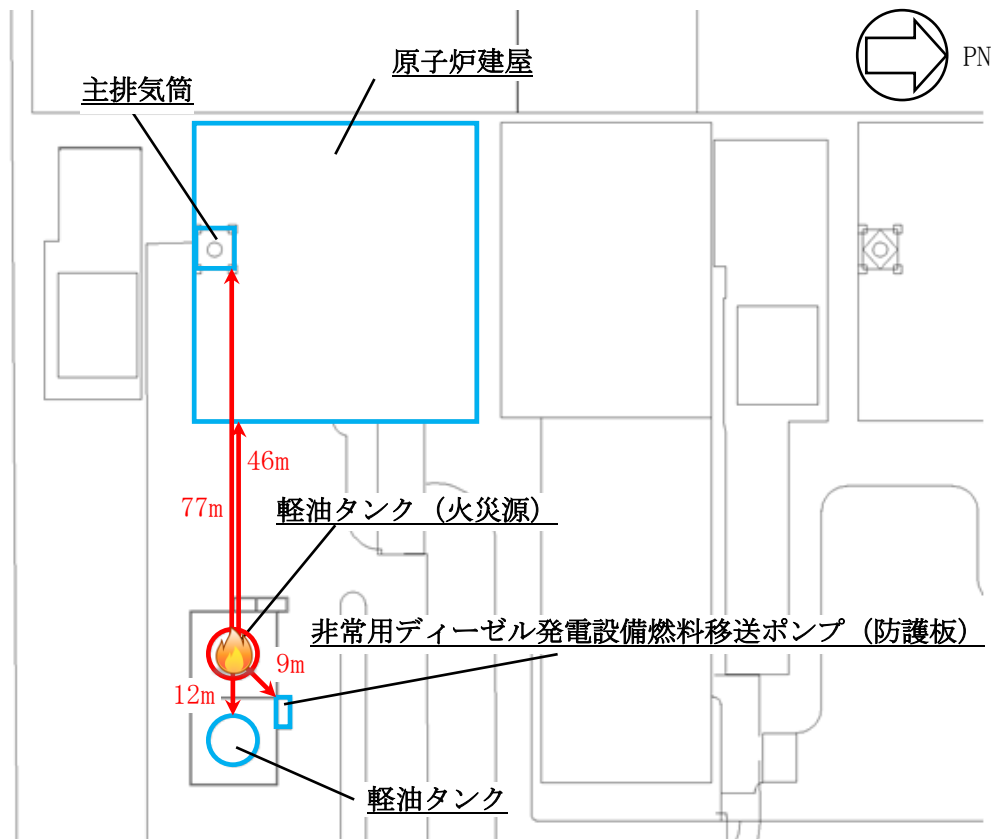 PN
原子炉建屋
主排気筒
46m
77m
軽油タンク（火災源）
非常用ディーゼル発電設備燃料移送ポンプ（防護板）
9m
12m
軽油タンク